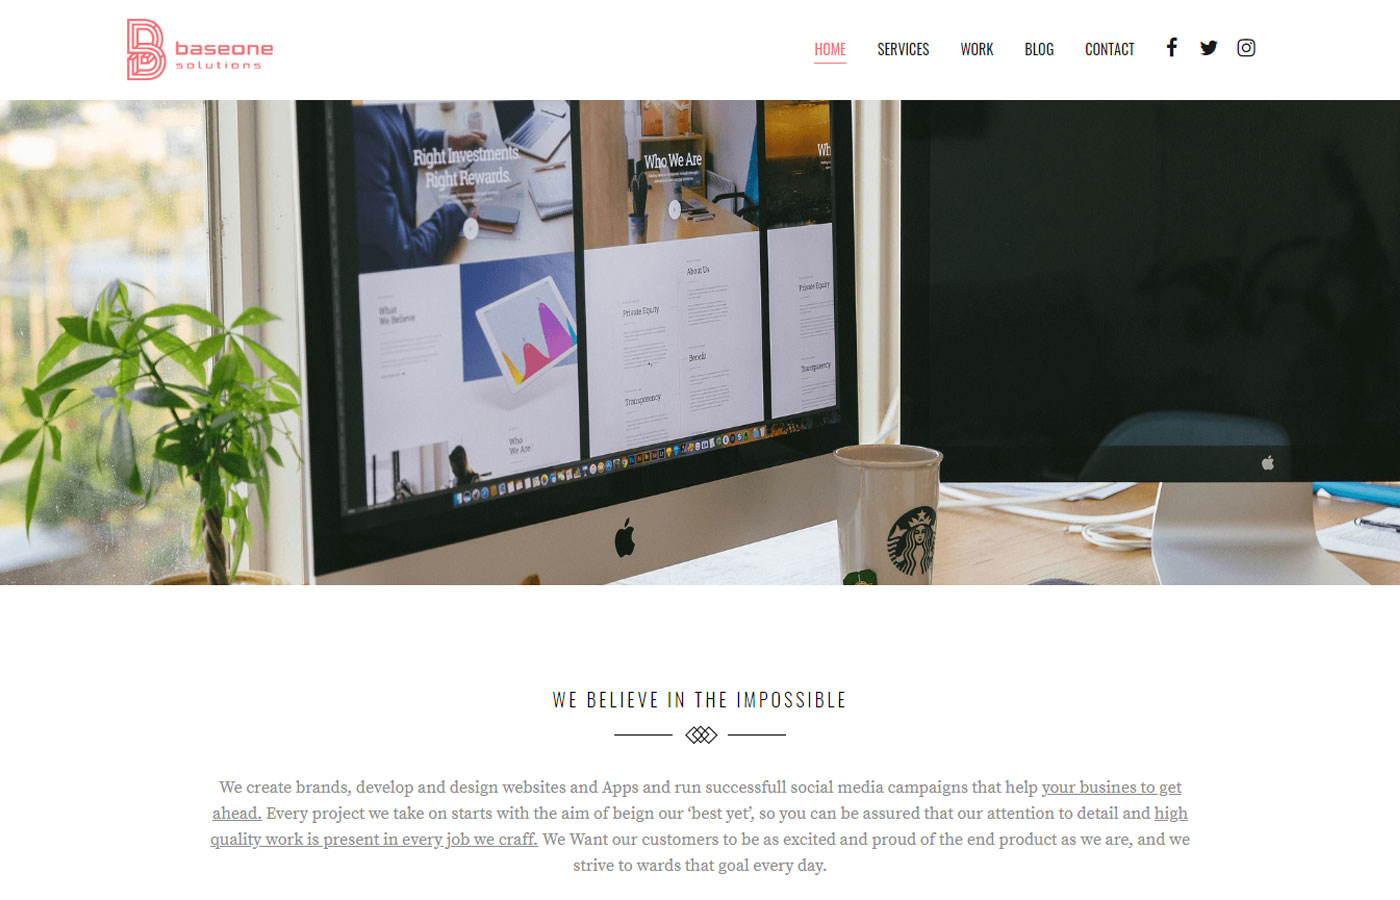 baseone
solutions
HOME SERVICES WORK BLOG CONTACT
Right Investments.
Right Rewards.
Who We Are
Wh
About Us
What
We Believe
Private Equity
Private Equity
Benefit
Transparency
Transparency
Who
We Are
WE BELIEVE IN THE IMPOSSIBLE
We create brands, develop and design websites and Apps and run successfull social media campaigns that help your busines to get
ahead. Every project we take on starts with the aim of beign our ‘best yet’, so you can be assured that our attention to detail and high
quality work is present in every job we craff. We Want our customers to be as excited and proud of the end product as we are, and we
strive to wards that goal every day.